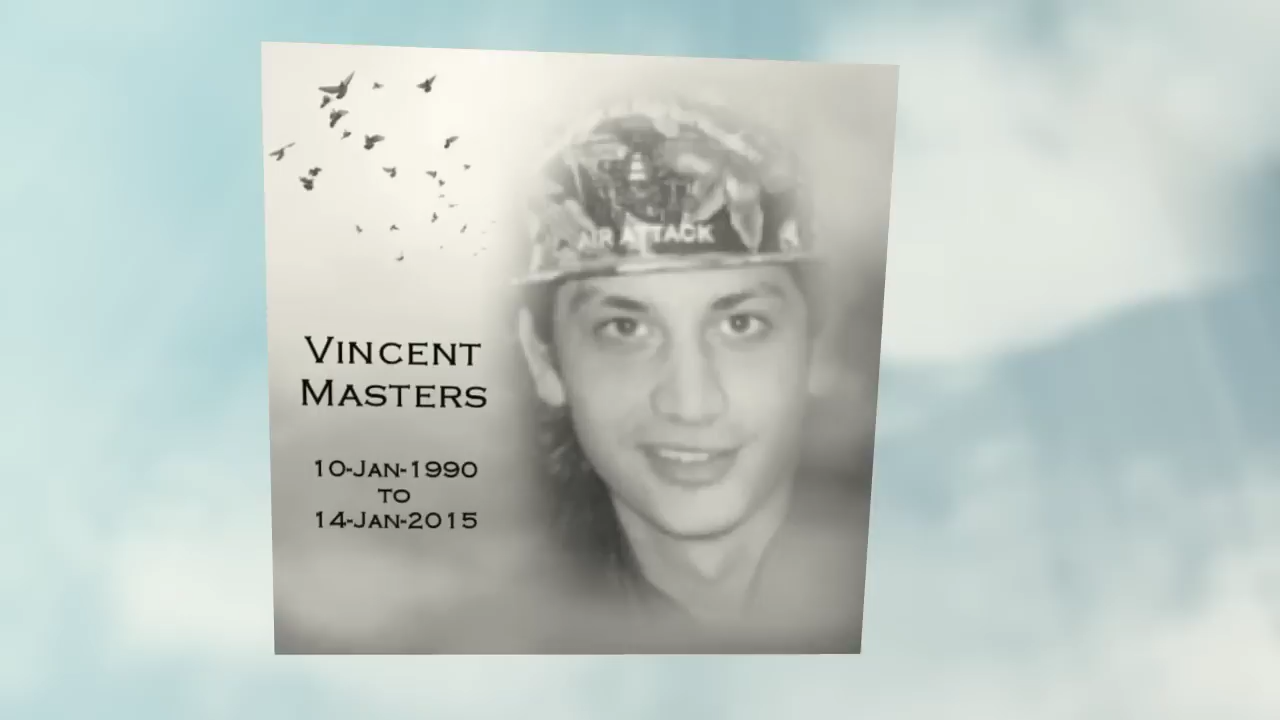 AIR ATTACK
VINCENT
MASTERS
10-JAN-1990
TO
14-JAN-2015